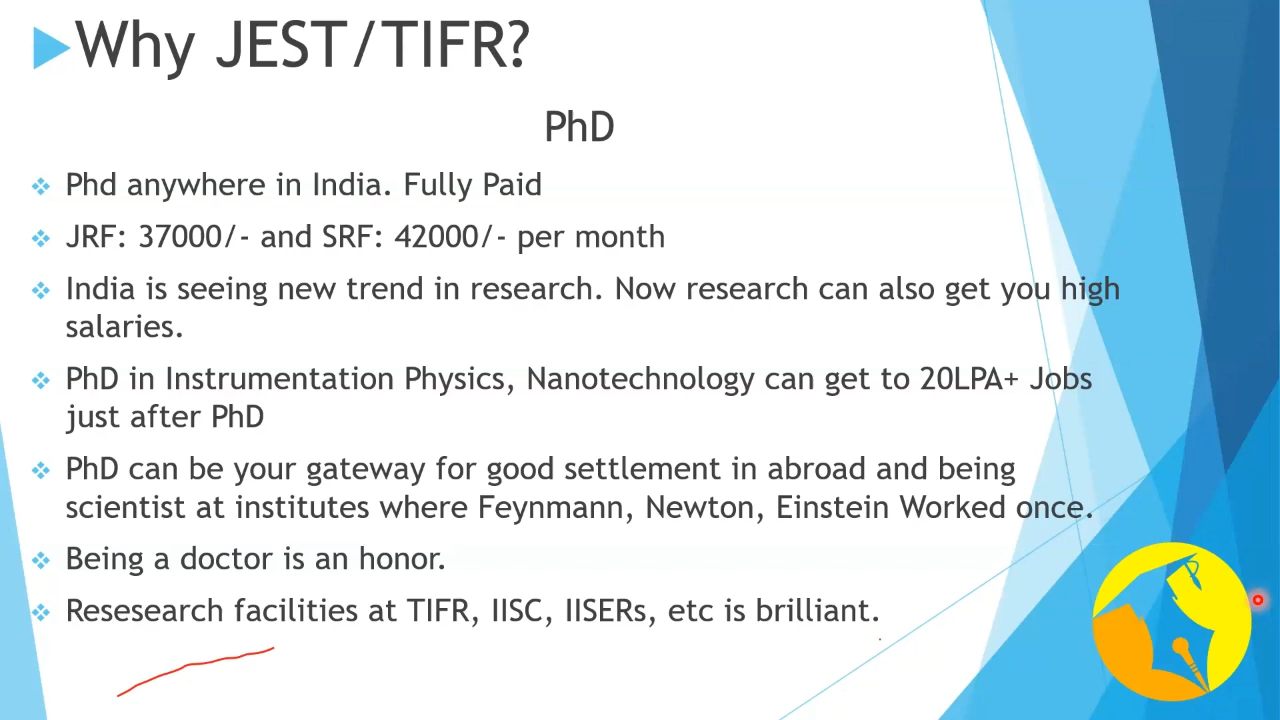 Why JEST/TIFR?
PhD
Phd anywhere in India. Fully Paid
JRF: 37000/- and SRF: 42000/- per month
India is seeing new trend in research. Now research can also get you high
salaries.
PhD in Instrumentation Physics, Nanotechnology can get to 20LPA+ Jobs
just after PhD
PhD can be your gateway for good settlement in abroad and being
scientist at institutes where Feynmann, Newton, Einstein Worked once.
Being a doctor is an honor.
Resesearch facilities at TIFR, IISC, IISERs, etc is brilliant.